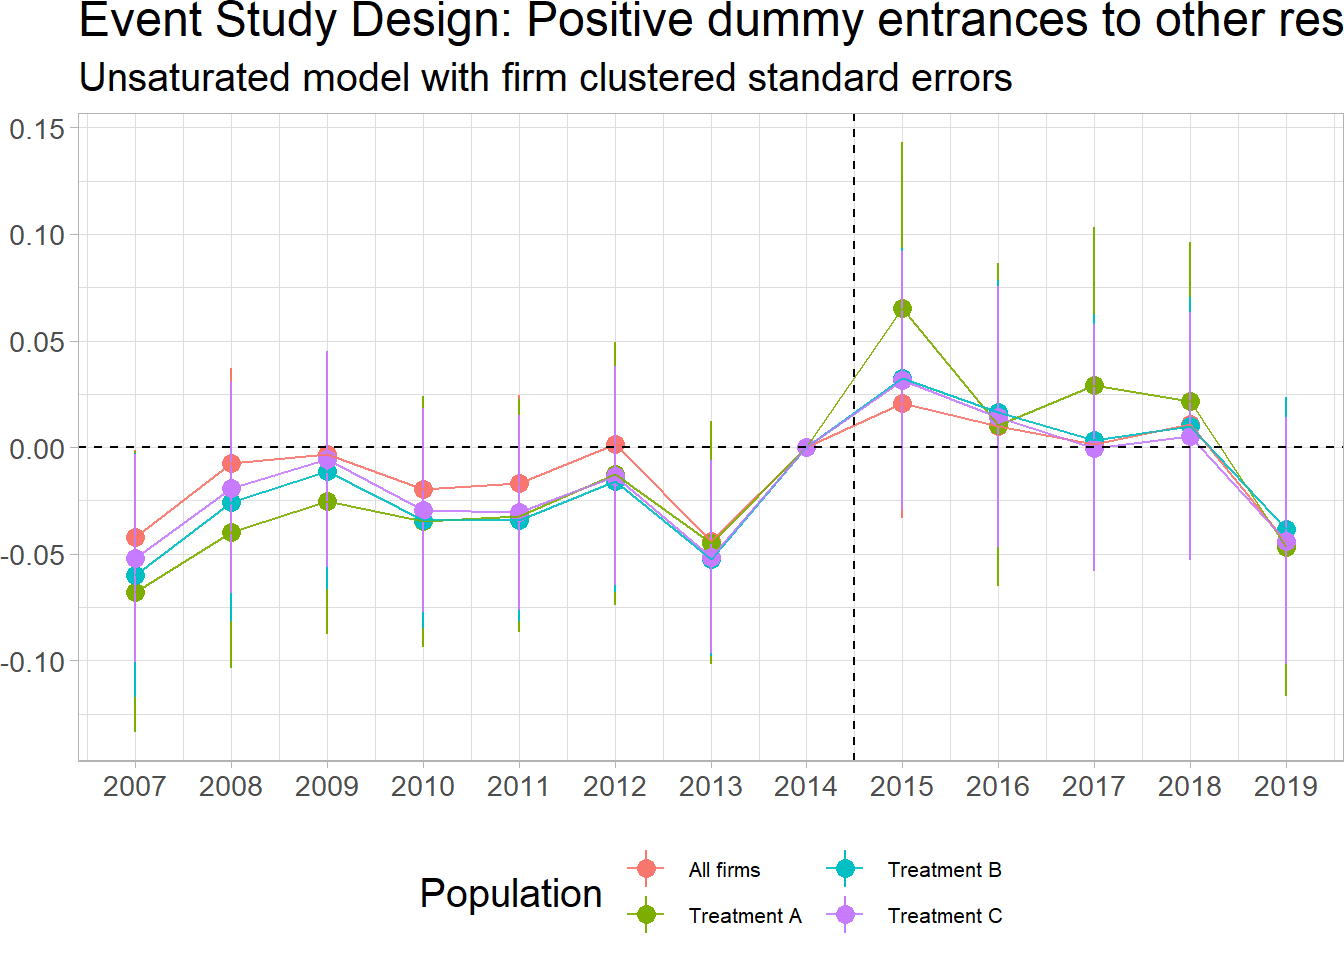 Event Study Design: Positive dummy entrances to other res
Unsaturated model with firm clustered standard errors
0.15
0.10
0.05
0.00
-0.05
-0.10
2007 2008 2009 2010 2011 2012 2013 2014 2015 2016 2017 2018 2019
Population
All firms Treatment B
Treatment A Treatment C